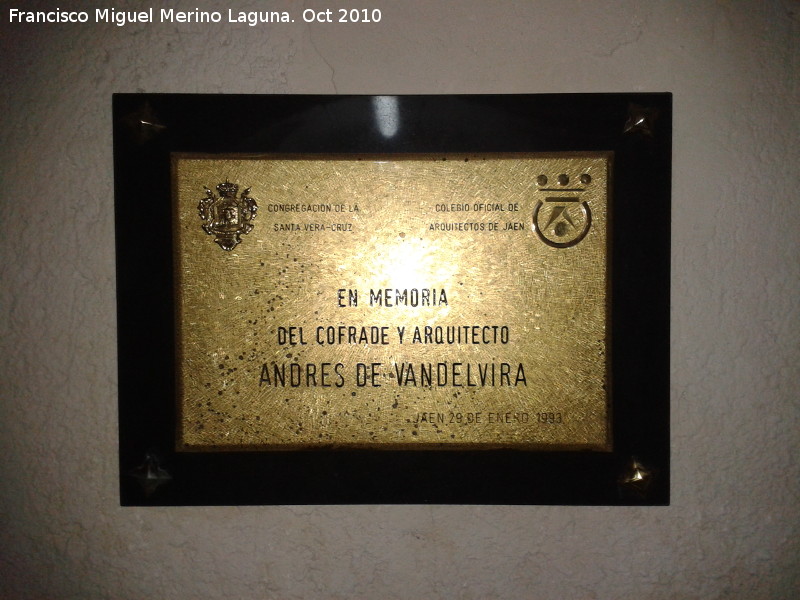 Francisco Miguel Merino Laguna. Oct 2010
CONGREGACION DE LA
SANTA VERA-CRUZ
COLEGIO OFICIAL DE
ARQUITECTOS DE JAEN
EN MEMORIA
DEL COFRADE Y ARQUITECTO
ANDRES DE VANDELVIRA
JAEN 29 DE ENERO 1993